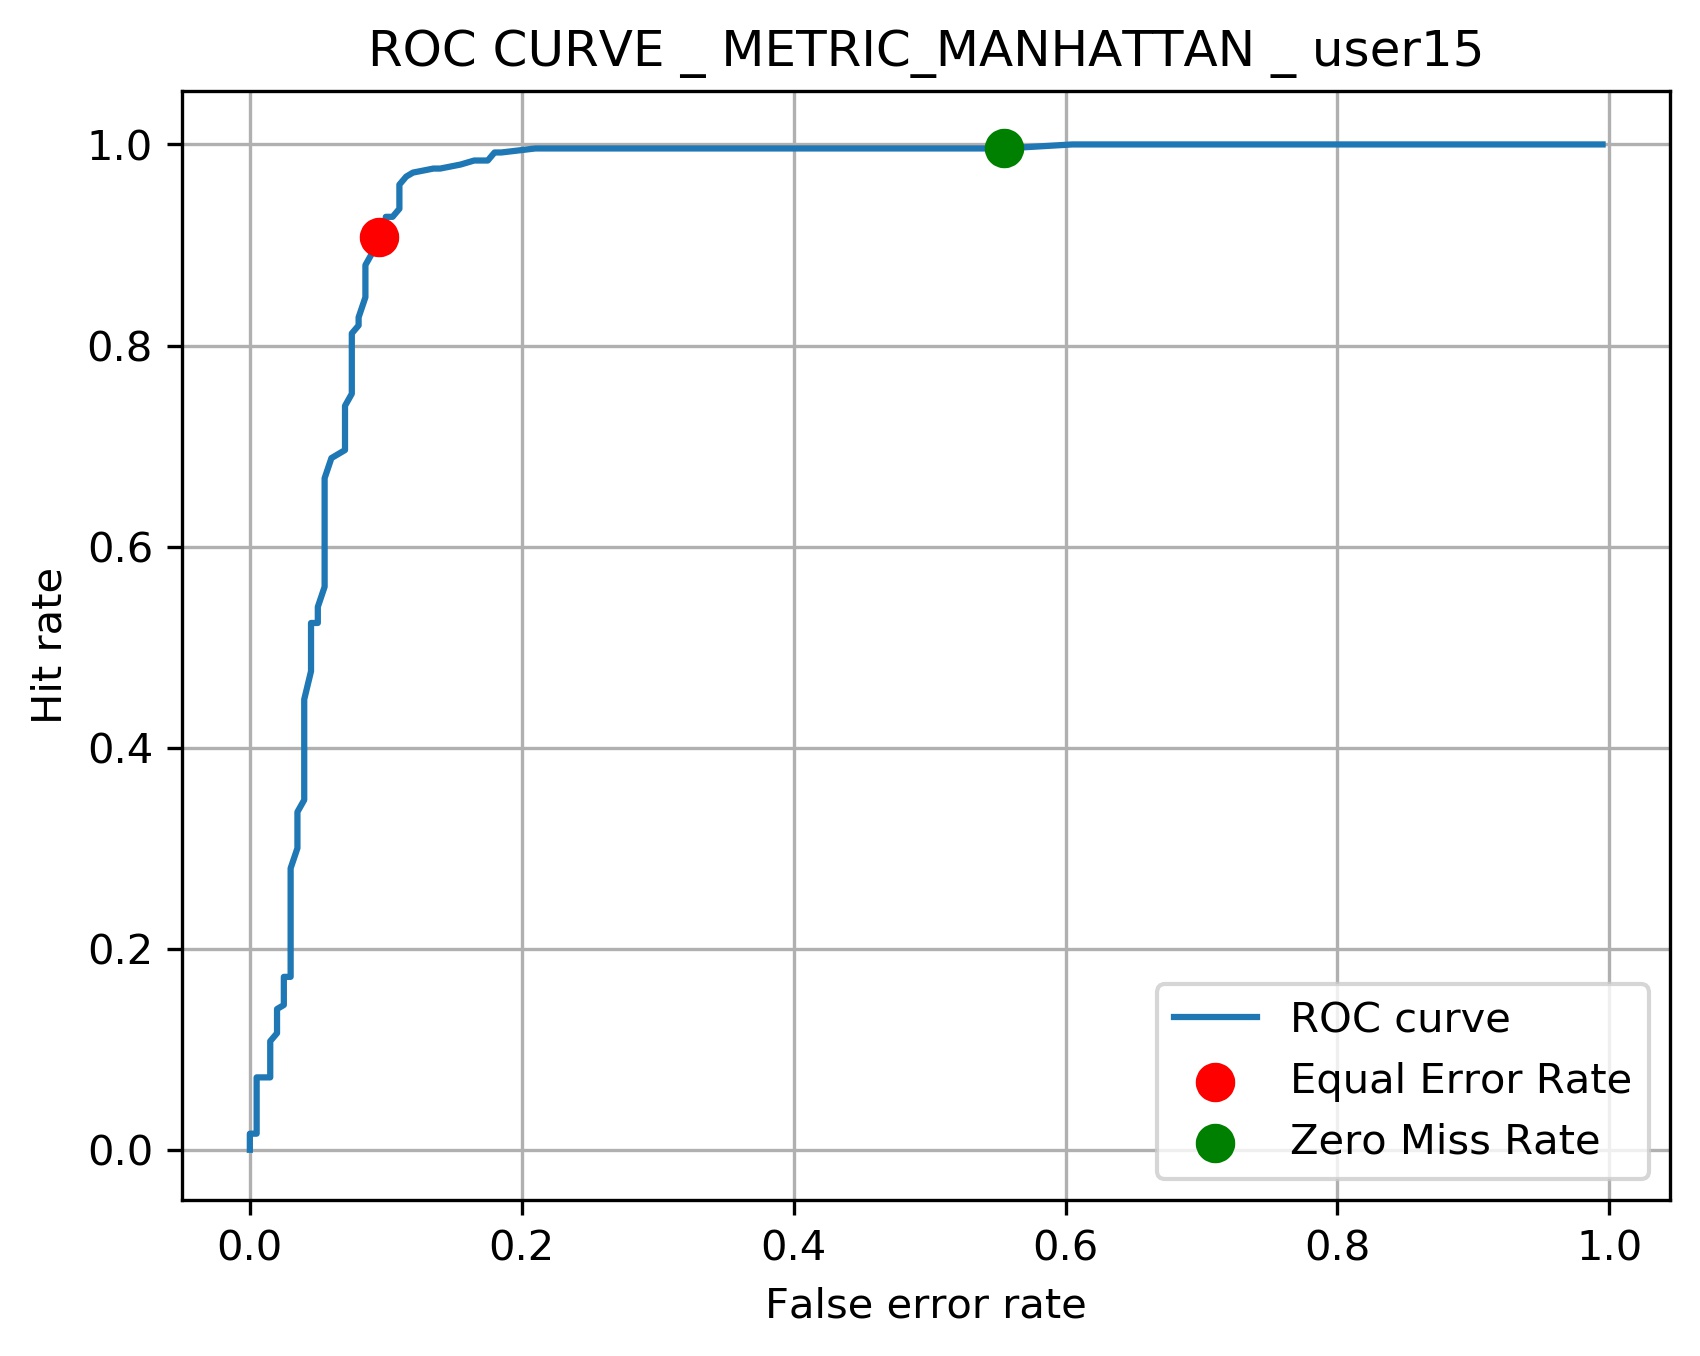 ROC CURVE _ METRIC_MANHATTAN _ user15
1.0
0.8
0.6
0.4
0.2
0.0
Hit rate
0.0 0.2 0.4 0.6 0.8 1.0
False error rate
ROC curve
Equal Error Rate
Zero Miss Rate